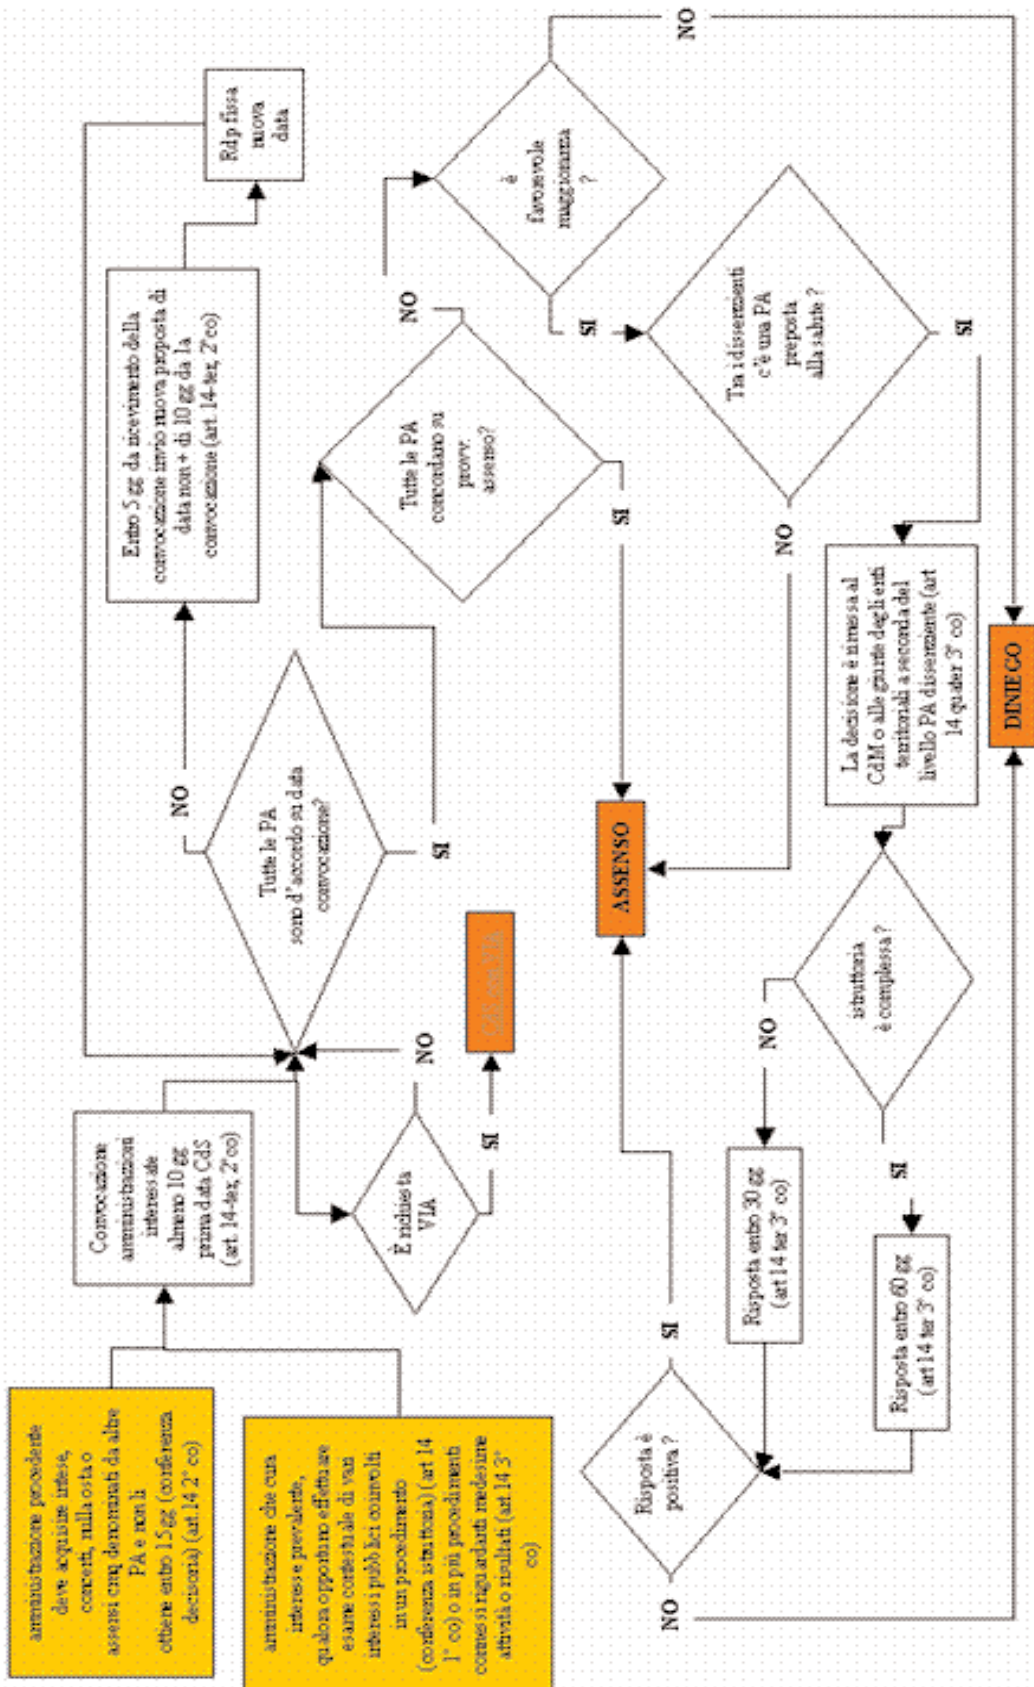 amministrazione procedente
deve acquisire intese,
concerti, nulla osta o
assensi cmq denominati da altre
PA e non li
ottiene entro 15 gg (conferenza
decisoria) (art.14 2° co)
amministrazione che cura
interesse prevalente,
qualora opportuno effettuare
esame contestuale di vari
interessi pubblici coinvolti
in un procedimento
(conferenza istruttoria) (art 14
1° co) o in più procedimenti
connessi riguardanti medesime
attività o risultati (art 14 3°
co)
Convocazione
amministrazioni
interessate
almeno 10 gg
prima data CdS
(art. 14-ter, 2°co)
È richiesta
VIA
NO
SI
CdS con VIA
Tutte le PA
sono d'accordo su data
convocazione?
NO
SI
Entro 5 gg da ricevimento della
convocazione invio nuova proposta di
data non + di 10 gg da la
convocazione (art. 14-ter, 2°co)
Rdp fissa
nuova
data
Tutte le PA
concordano su
provv.
assenso?
NO
SI
è
favorevole
maggioranza
?
NO
SI
Tra i dissenzienti
c'è una PA
preposta
alla salute ?
NO
SI
ASSENSO
La decisione è rimessa al
CdM o alle giunte degli enti
territoriali a seconda del
livello PA dissenziente (art
14 quater 3° co)
DINIEGO
istruttoria
è complessa ?
NO
SI
Risposta entro 30 gg
(art 14 ter 3° co)
Risposta entro 60 gg
(art 14 ter 3° co)
Risposta è
positiva ?
SI
NO